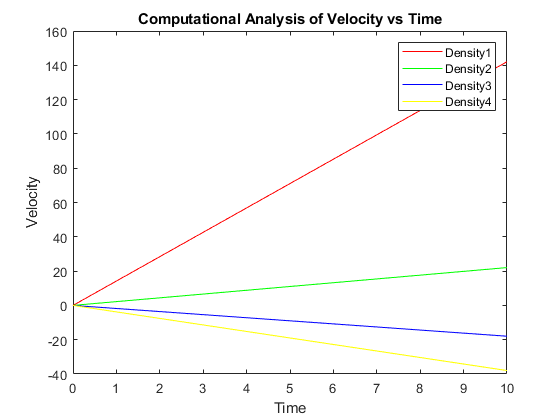 Computational Analysis of Velocity vs Time
160
140
120
100
80
60
40
20
0
-20
-40
Velocity
Density1
Density2
Density3
Density4
0 1 2 3 4 5 6 7 8 9 10
Time